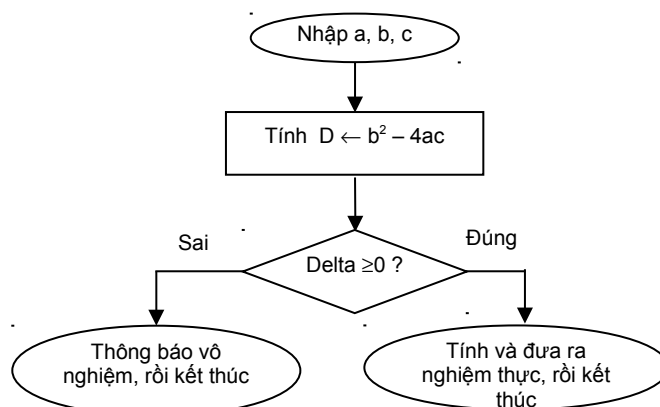 Nhập a, b, c
Tính D ← b² – 4ac
Sai
Đúng
Delta ≥0 ?
Thông báo vô
nghiệm, rồi kết thúc
Tính và đưa ra
nghiệm thực, rồi kết
thúc